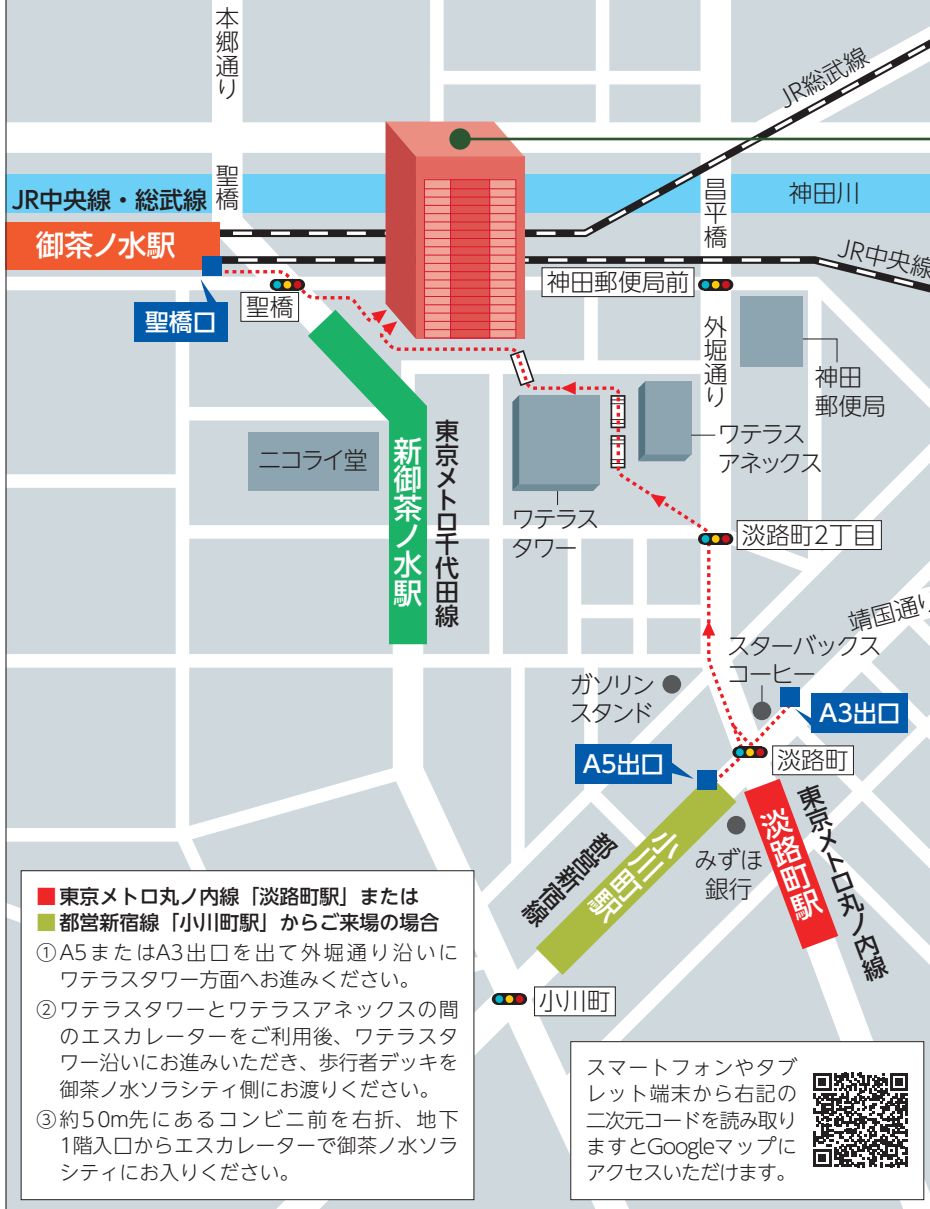 本郷通り
JR総武線
聖橋
JR中央線・総武線
昌平橋
神田川
御茶ノ水駅
JR中央線
神田郵便局前
聖橋
聖橋口
外堀通り
神田
郵便局
東京メトロ千代田線
新御茶ノ水駅
ニコライ堂
ワテラス
アネックス
ワテラス
タワー
淡路町2丁目
靖国通り
スターバックス
コーヒー
ガソリン
スタンド
A3出口
A5出口
淡路町
東京メトロ丸ノ内線
淡路町駅
小川町駅
都営新宿線
みずほ
銀行
小川町
■東京メトロ丸ノ内線「淡路町駅」または
■都営新宿線「小川町駅」からご来場の場合
①A5またはA3出口を出て外堀通り沿いに
ワテラスタワー方面へお進みください。
②ワテラスタワーとワテラスアネックスの間
のエスカレーターをご利用後、ワテラスタ
ワー沿いにお進みいただき、歩行者デッキを
御茶ノ水ソラシティ側にお渡りください。
③約50m先にあるコンビニ前を右折、地下
1階入口からエスカレーターで御茶ノ水ソラ
シティにお入りください。
スマートフォンやタブ
レット端末から右記の
二次元コードを読み取り
ますとGoogleマップに
アクセスいただけます。